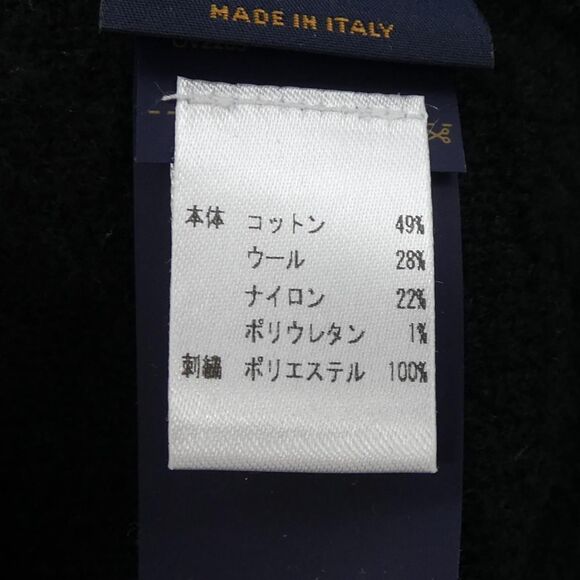 MADE IN ITALY
本体 コットン 49%
ウール 28%
ナイロン 22%
ポリウレタン 1%
刺繍 ポリエステル 100%